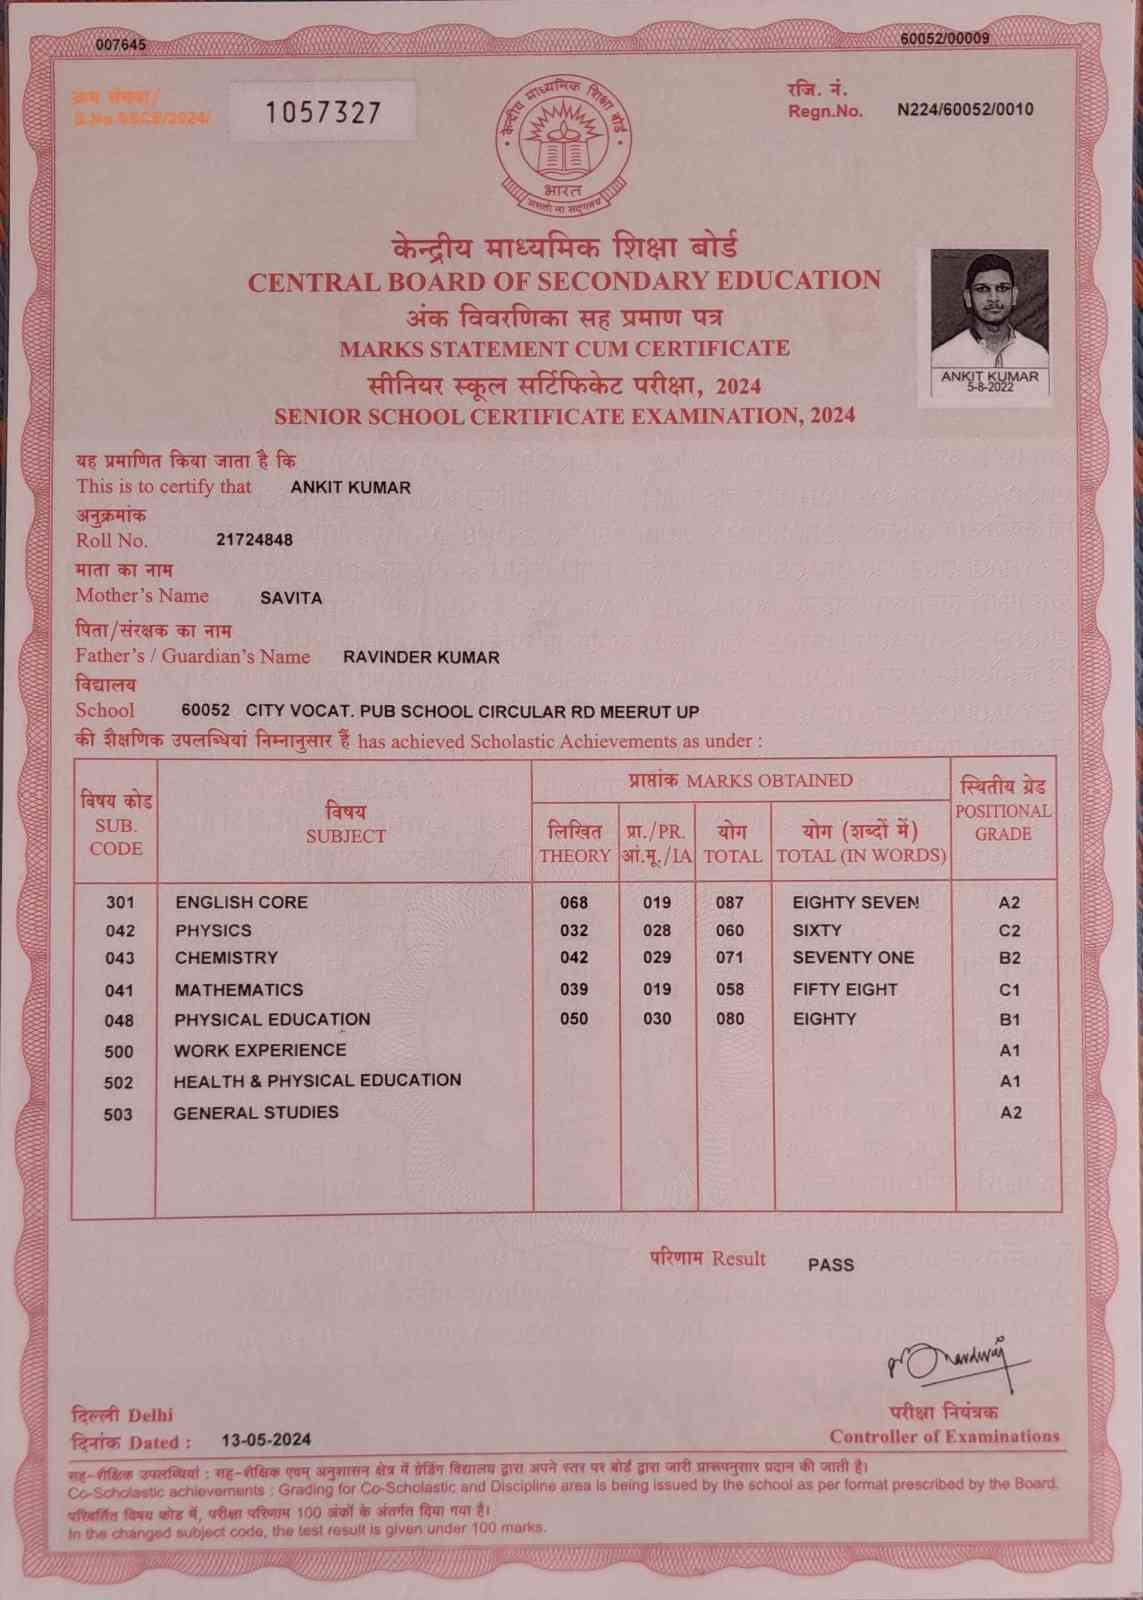 007645
60052/00009
क्रम संख्या/
S.No.SSCE/2024/
1057327
रजि. नं.
Regn.No. N224/60052/0010
केन्द्रीय माध्यमिक शिक्षा बोर्ड
भारत
असतो मा सद्गमय
केन्द्रीय माध्यमिक शिक्षा बोर्ड
CENTRAL BOARD OF SECONDARY EDUCATION
अंक विवरणिका सह प्रमाण पत्र
MARKS STATEMENT CUM CERTIFICATE
सीनियर स्कूल सर्टिफिकेट परीक्षा, 2024
SENIOR SCHOOL CERTIFICATE EXAMINATION, 2024
ANKIT KUMAR
5-8-2022
यह प्रमाणित किया जाता है कि
This is to certify that ANKIT KUMAR
अनुक्रमांक
Roll No. 21724848
माता का नाम
Mother's Name SAVITA
पिता/संरक्षक का नाम
Father's / Guardian's Name RAVINDER KUMAR
विद्यालय
School 60052 CITY VOCAT. PUB SCHOOL CIRCULAR RD MEERUT UP
की शैक्षणिक उपलब्धियां निम्नानुसार हैं has achieved Scholastic Achievements as under :
विषय कोड
SUB.
CODE
विषय
SUBJECT
प्राप्तांक MARKS OBTAINED
लिखित
THEORY
प्रा./PR.
आं.मू./IA
योग
TOTAL
योग (शब्दों में)
TOTAL (IN WORDS)
स्थितीय ग्रेड
POSITIONAL
GRADE
301 ENGLISH CORE 068 019 087 EIGHTY SEVEN A2
042 PHYSICS 032 028 060 SIXTY C2
043 CHEMISTRY 042 029 071 SEVENTY ONE B2
041 MATHEMATICS 039 019 058 FIFTY EIGHT C1
048 PHYSICAL EDUCATION 050 030 080 EIGHTY B1
500 WORK EXPERIENCE A1
502 HEALTH & PHYSICAL EDUCATION A1
503 GENERAL STUDIES A2
परिणाम Result PASS
दिल्ली Delhi
दिनांक Dated : 13-05-2024
परीक्षा नियंत्रक
Controller of Examinations
सह-शैक्षिक उपलब्धियां : सह-शैक्षिक एवम् अनुशासन क्षेत्र में ग्रेडिंग विद्यालय द्वारा अपने स्तर पर बोर्ड द्वारा जारी प्रारूपनुसार प्रदान की जाती है।
Co-Scholastic achievements : Grading for Co-Scholastic and Discipline area is being issued by the school as per format prescribed by the Board.
परिवर्तित विषय कोड में, परीक्षा परिणाम 100 अंकों के अंतर्गत दिया गया है।
In the changed subject code, the test result is given under 100 marks.